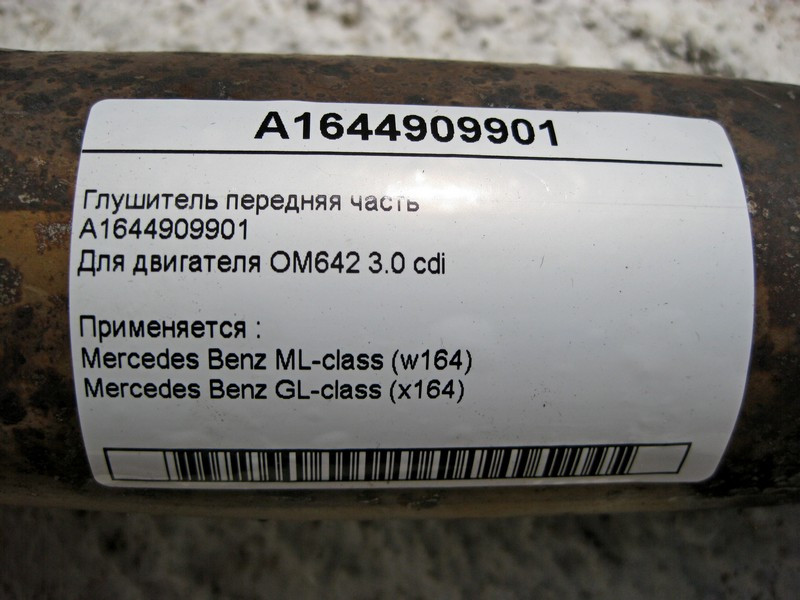 A1644909901
Глушитель передняя часть
A1644909901
Для двигателя OM642 3.0 cdi
Применяется :
Mercedes Benz ML-class (w164)
Mercedes Benz GL-class (x164)